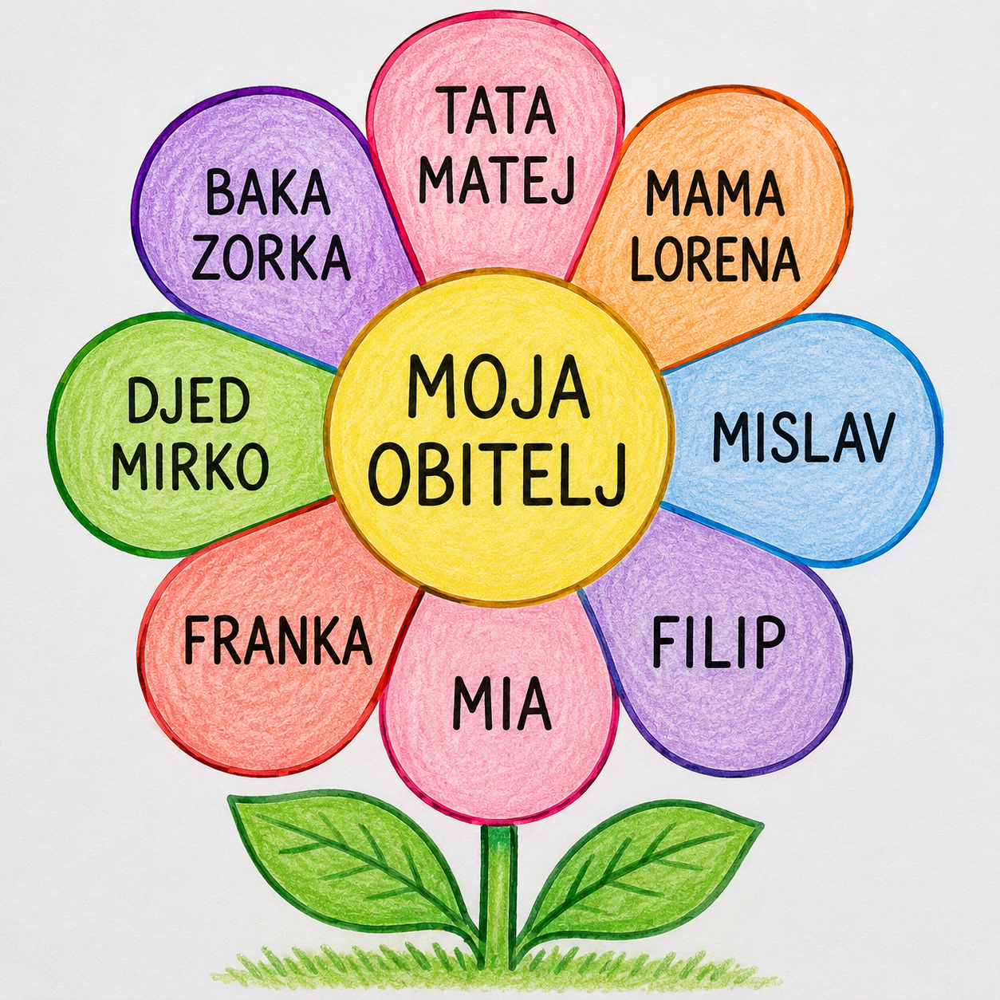 TATA
MATEJ
MAMA
LORENA
MISLAV
FILIP
MIA
FRANKA
DJED
MIRKO
BAKA
ZORKA
MOJA
OBITELJ